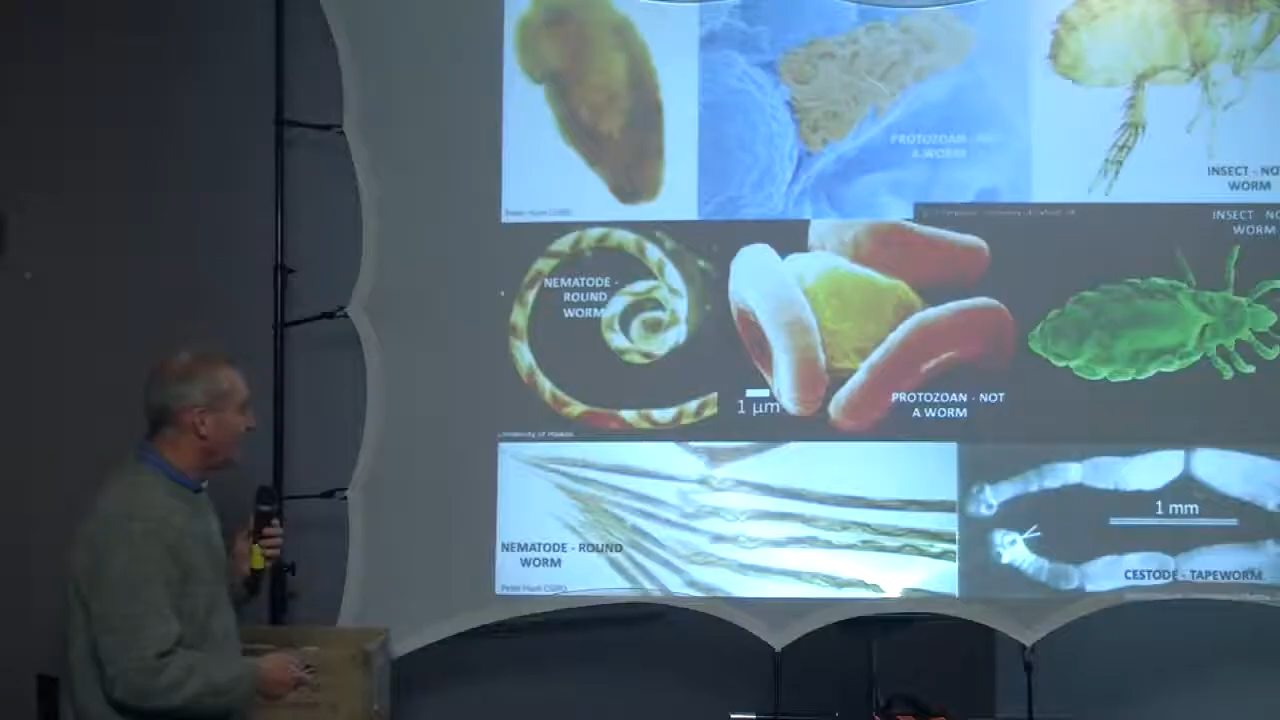 PROTOZOAN - NOT
A WORM
INSECT - NO
WORM
INSECT - NO
WORM
NEMATODE -
ROUND
WORM
1 µm
PROTOZOAN - NOT
A WORM
NEMATODE - ROUND
WORM
1 mm
CESTODE - TAPEWORM